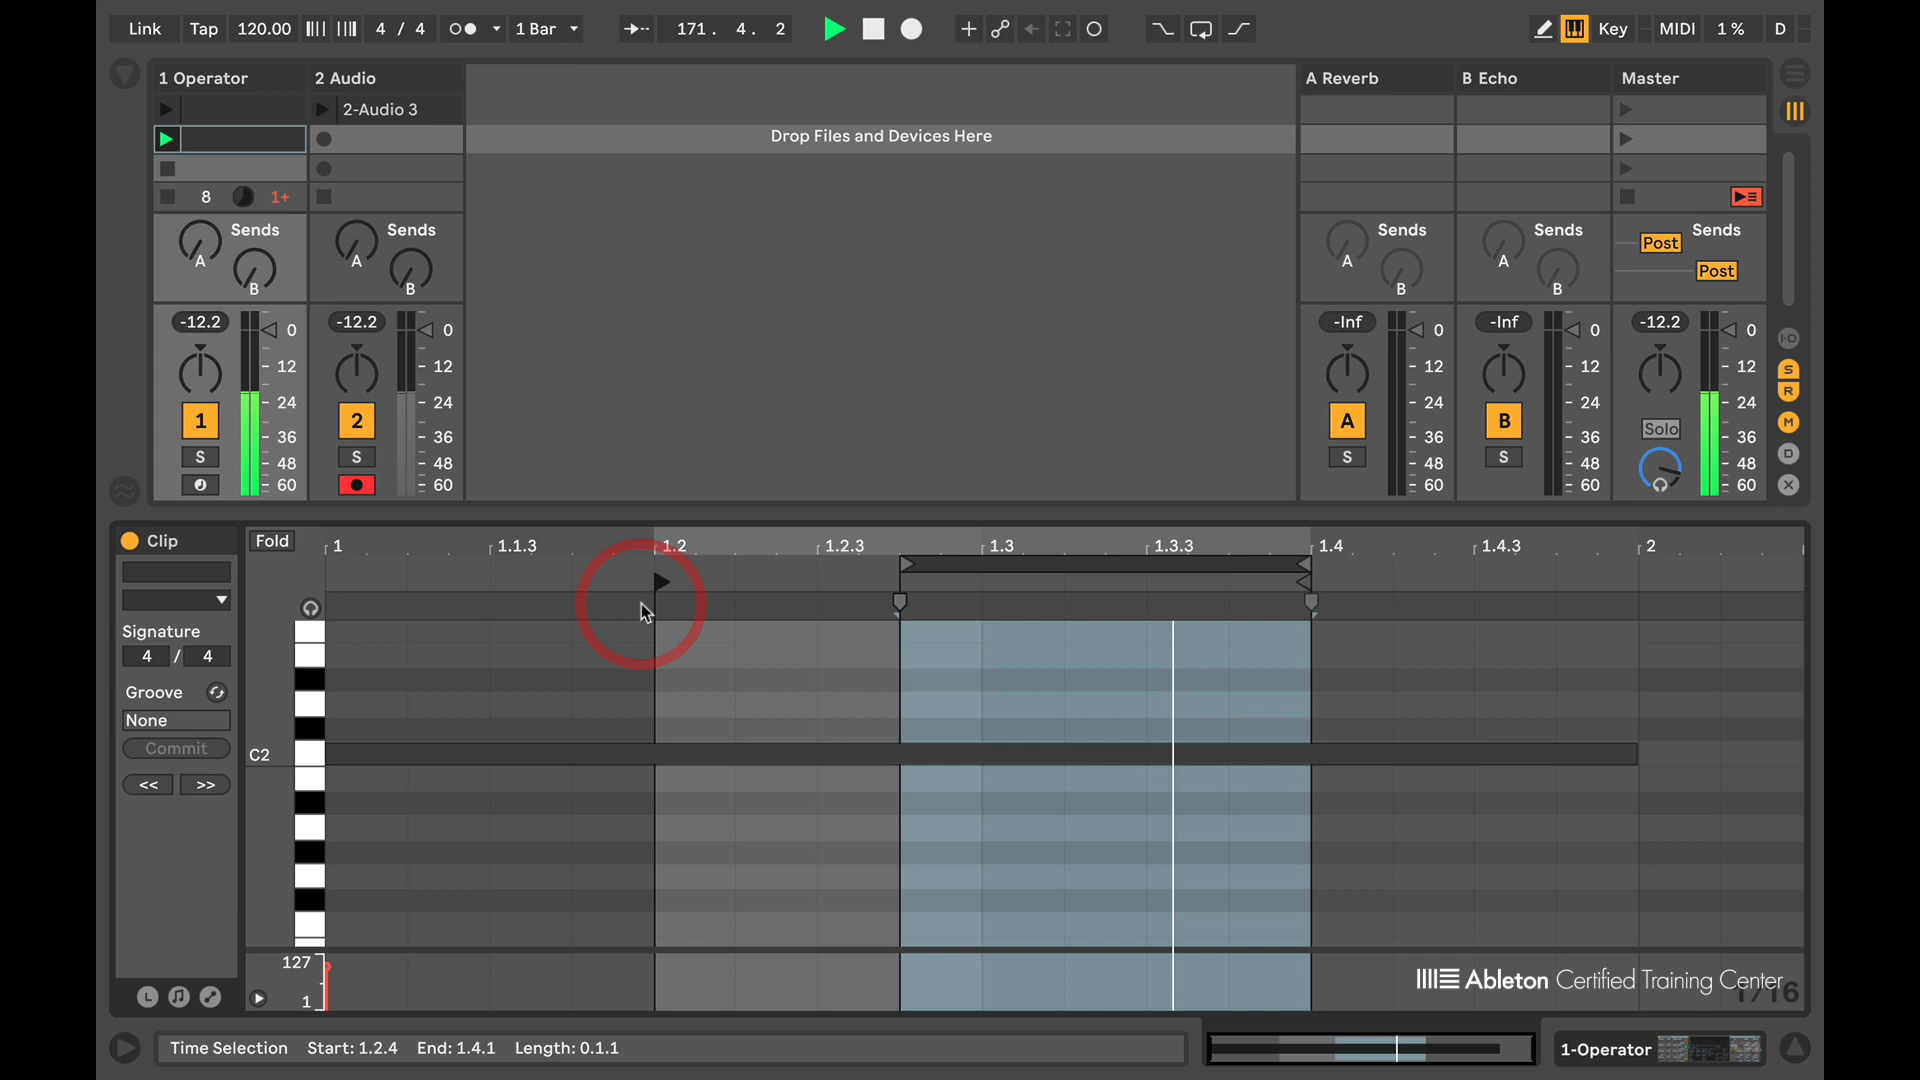 Link Tap 120.00 4 / 4 1 Bar 171. 4. 2 Key MIDI 1 % D
1 Operator 2 Audio A Reverb B Echo Master
2-Audio 3
Drop Files and Devices Here
8 1+
Sends Sends Sends Sends Sends
A A A A Post
B B B B Post
-12.2 -12.2 -Inf -Inf -12.2
0 0 0 0 0
12 12 12 12 12
24 24 24 24 24
1 2 A B Solo
36 36 36 36 36
S S S S
48 48 48 48 48
60 60 60 60 60
I-O
S
R
M
D
Clip Fold 1 1.1.3 1.2 1.2.3 1.3 1.3.3 1.4 1.4.3 2
Signature
4 / 4
Groove
None
Commit
C2
<< >>
127
1
L
Ableton Certified Training Center
1/16
Time Selection Start: 1.2.4 End: 1.4.1 Length: 0.1.1 1-Operator